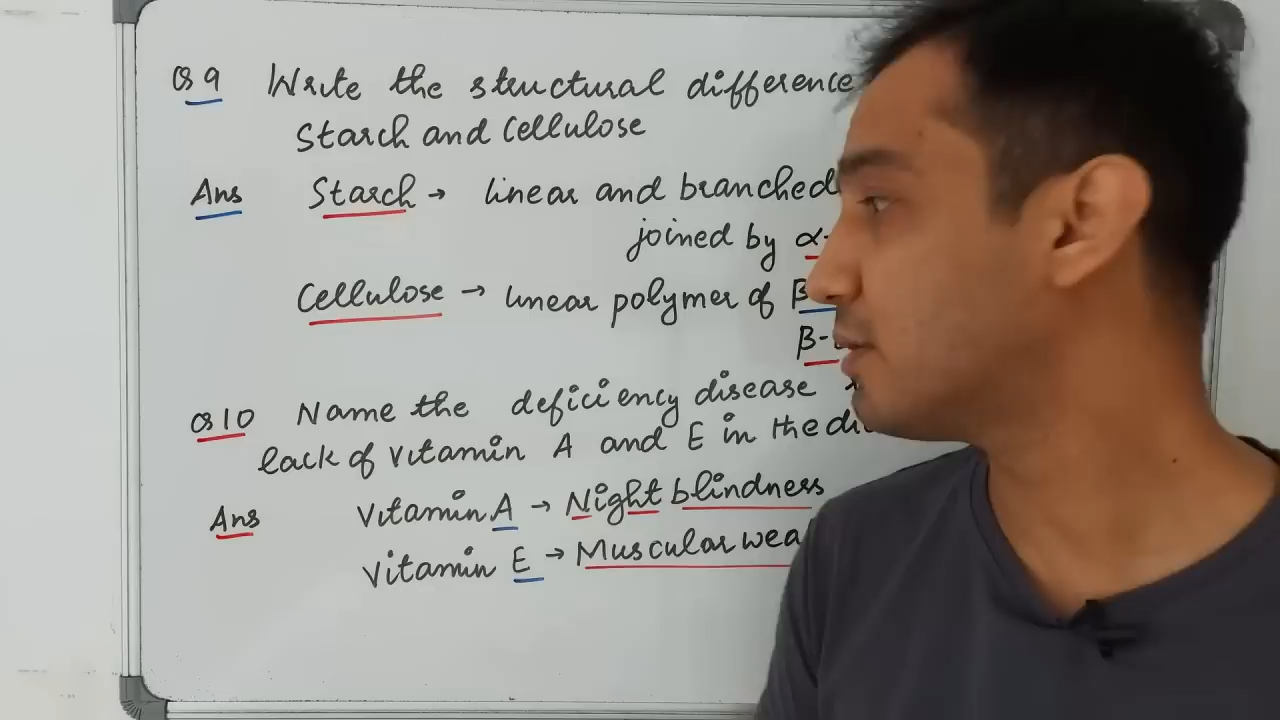 Q9 Write the structural difference
Starch and Cellulose
Ans Starch → linear and branched
joined by α-
Cellulose → linear polymer of β
β-
Q10 Name the deficiency disease
lack of vitamin A and E in the
Ans Vitamin A → Night blindness
Vitamin E → Muscular